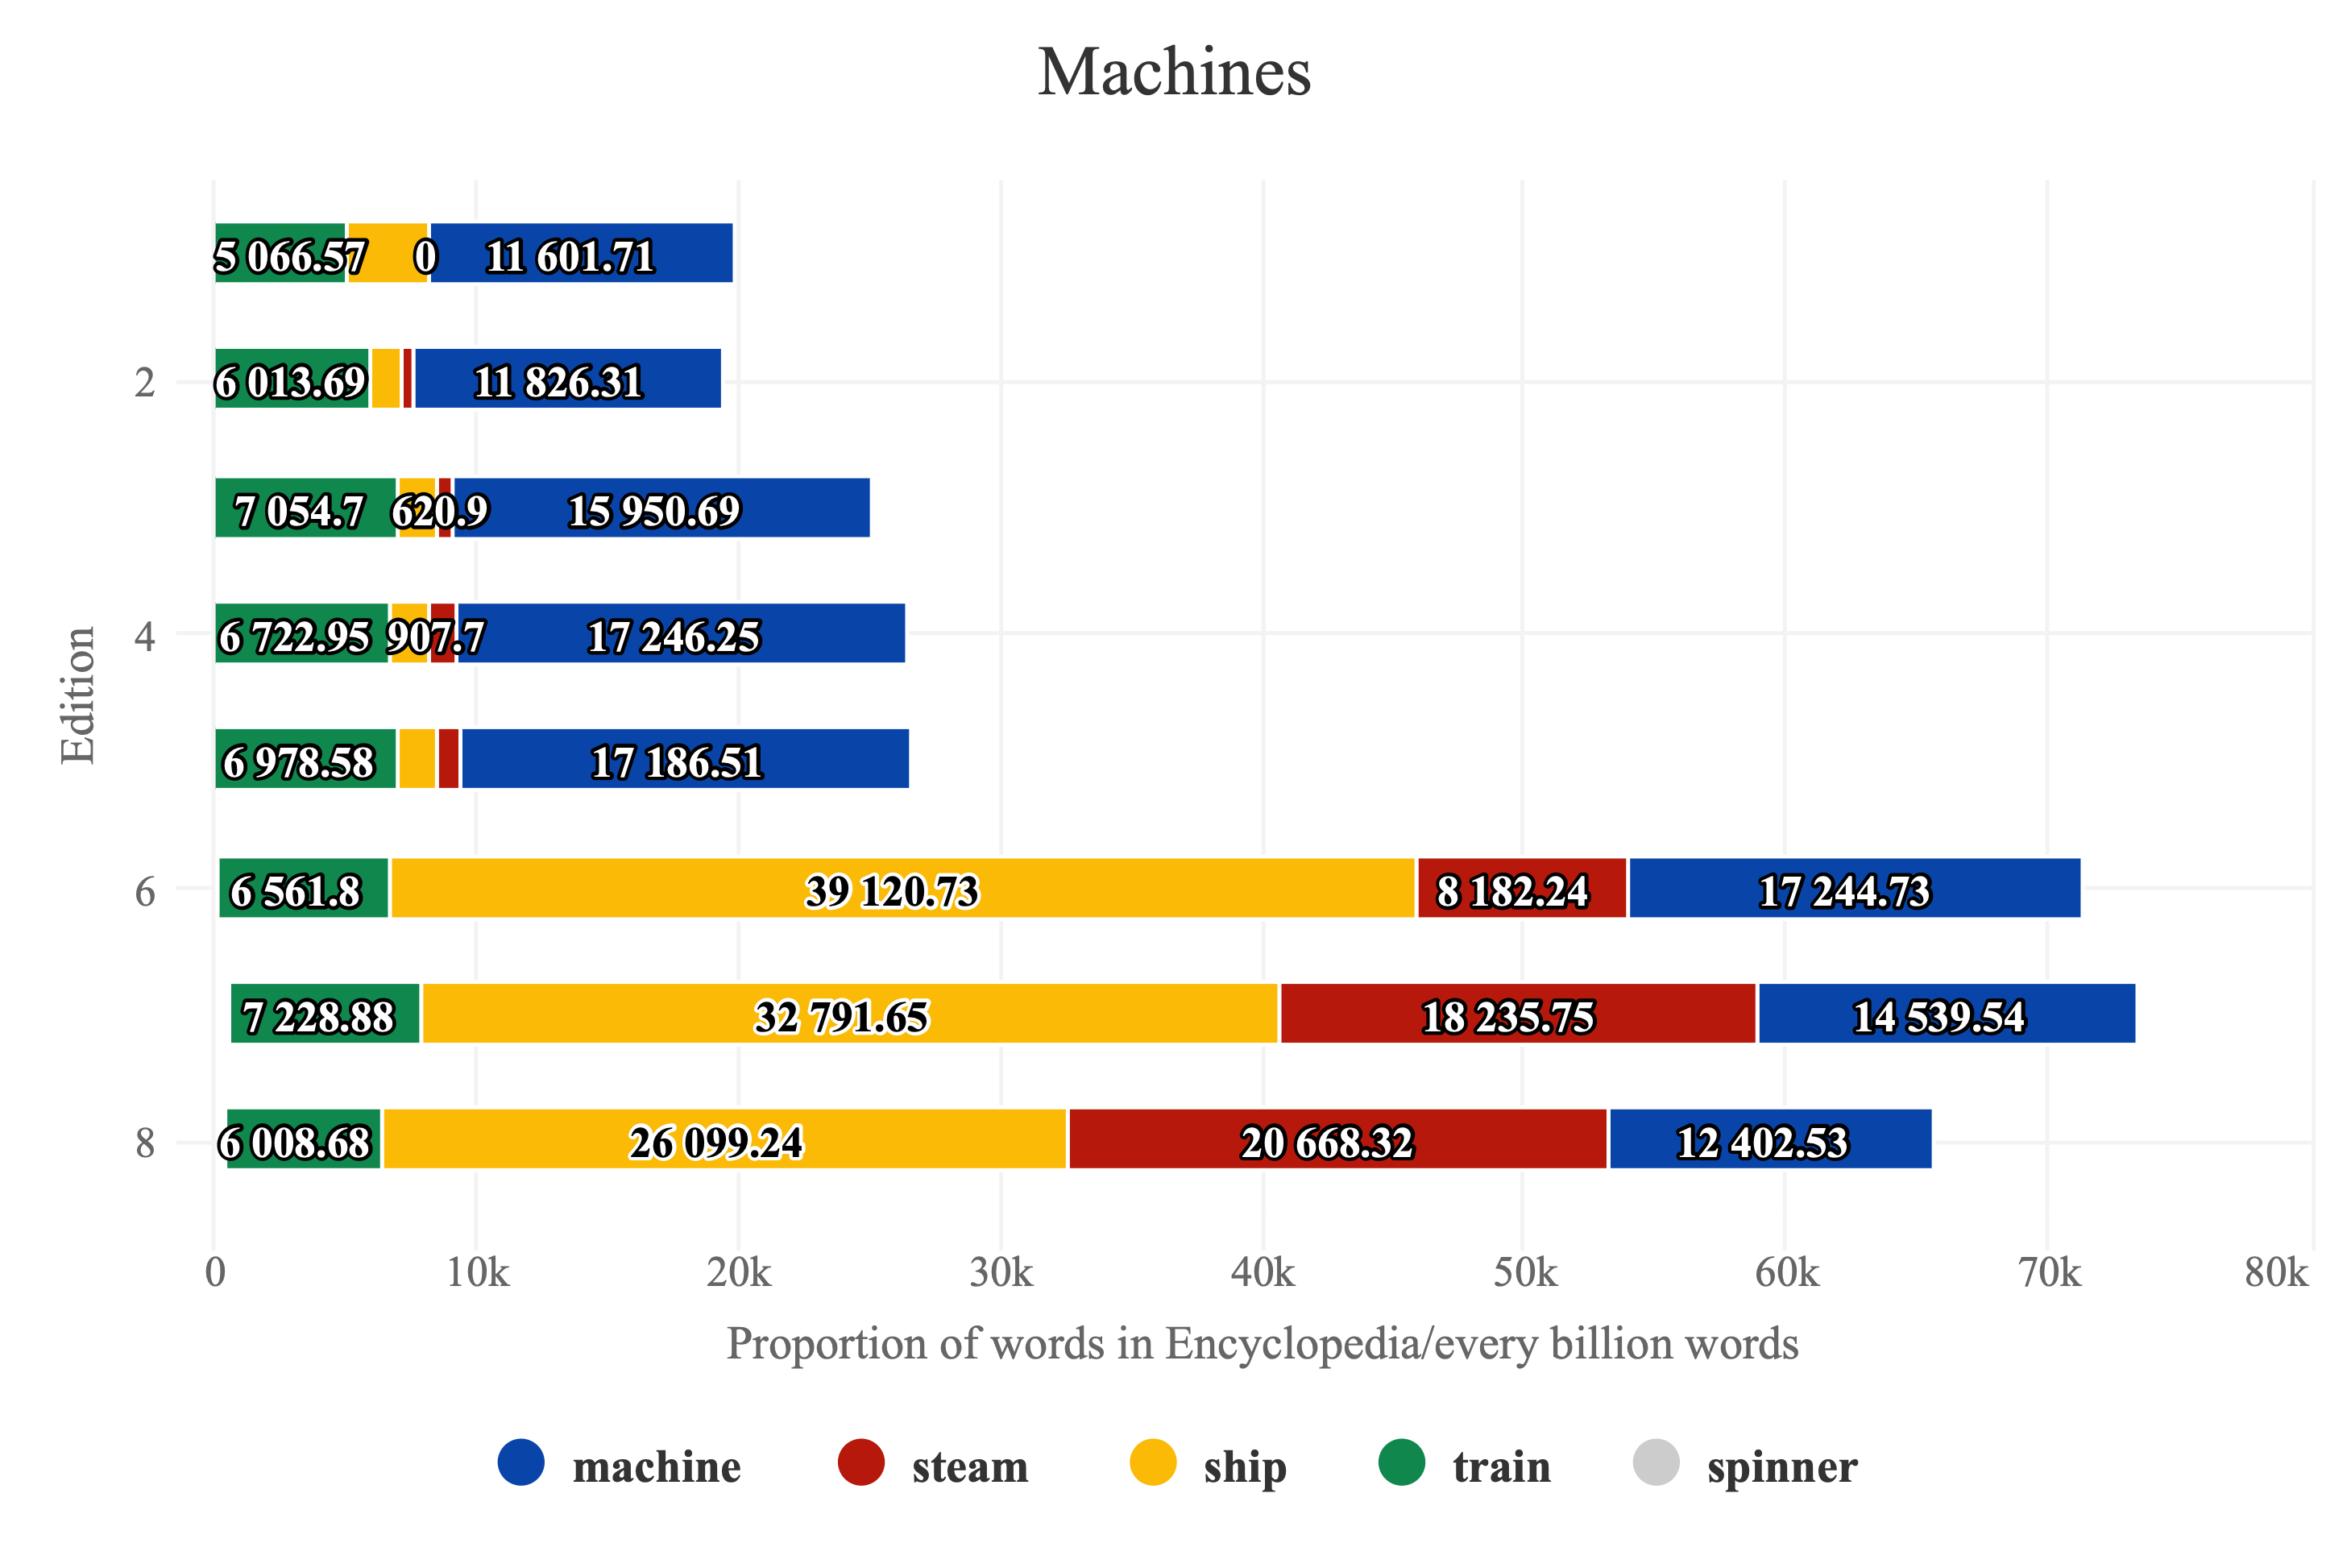 Machines
5 066.57 0 11 601.71
2 6 013.69 11 826.31
7 054.7 620.9 15 950.69
4 6 722.95 907.7 17 246.25
6 978.58 17 186.51
6 6 561.8 39 120.73 8 182.24 17 244.73
7 228.88 32 791.65 18 235.75 14 539.54
8 6 008.68 26 099.24 20 668.32 12 402.53
Edition
0 10k 20k 30k 40k 50k 60k 70k 80k
Proportion of words in Encyclopedia/every billion words
machine steam ship train spinner